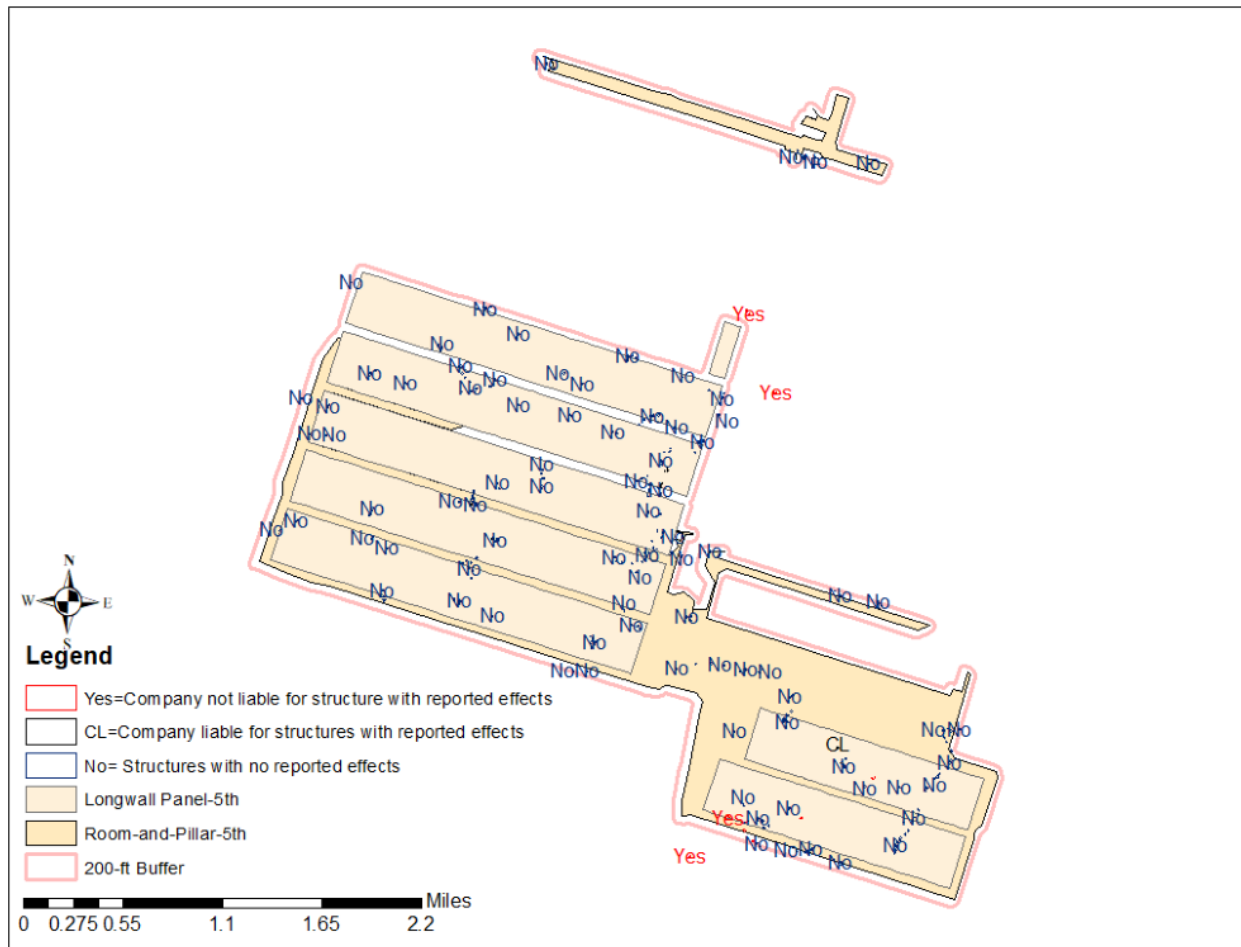 No
No No No
No
Yes
No
No
No
No No
No No
Yes
No No No No No
No
No No
No
No No
No No
No
No
No No
No
No No
No No No
No No
No No
No
No No
No
No No
No
No No
No
No
No
No
No No
No
No
No
No
No
No No No
No No
No
No
No
No
No No
CL
No
No
No No
No
No
No
No
Yes
No
No
No
Yes
No No
No
N
W E
S
Legend
Yes=Company not liable for structure with reported effects
CL=Company liable for structures with reported effects
No= Structures with no reported effects
Longwall Panel-5th
Room-and-Pillar-5th
200-ft Buffer
Miles
0 0.275 0.55 1.1 1.65 2.2